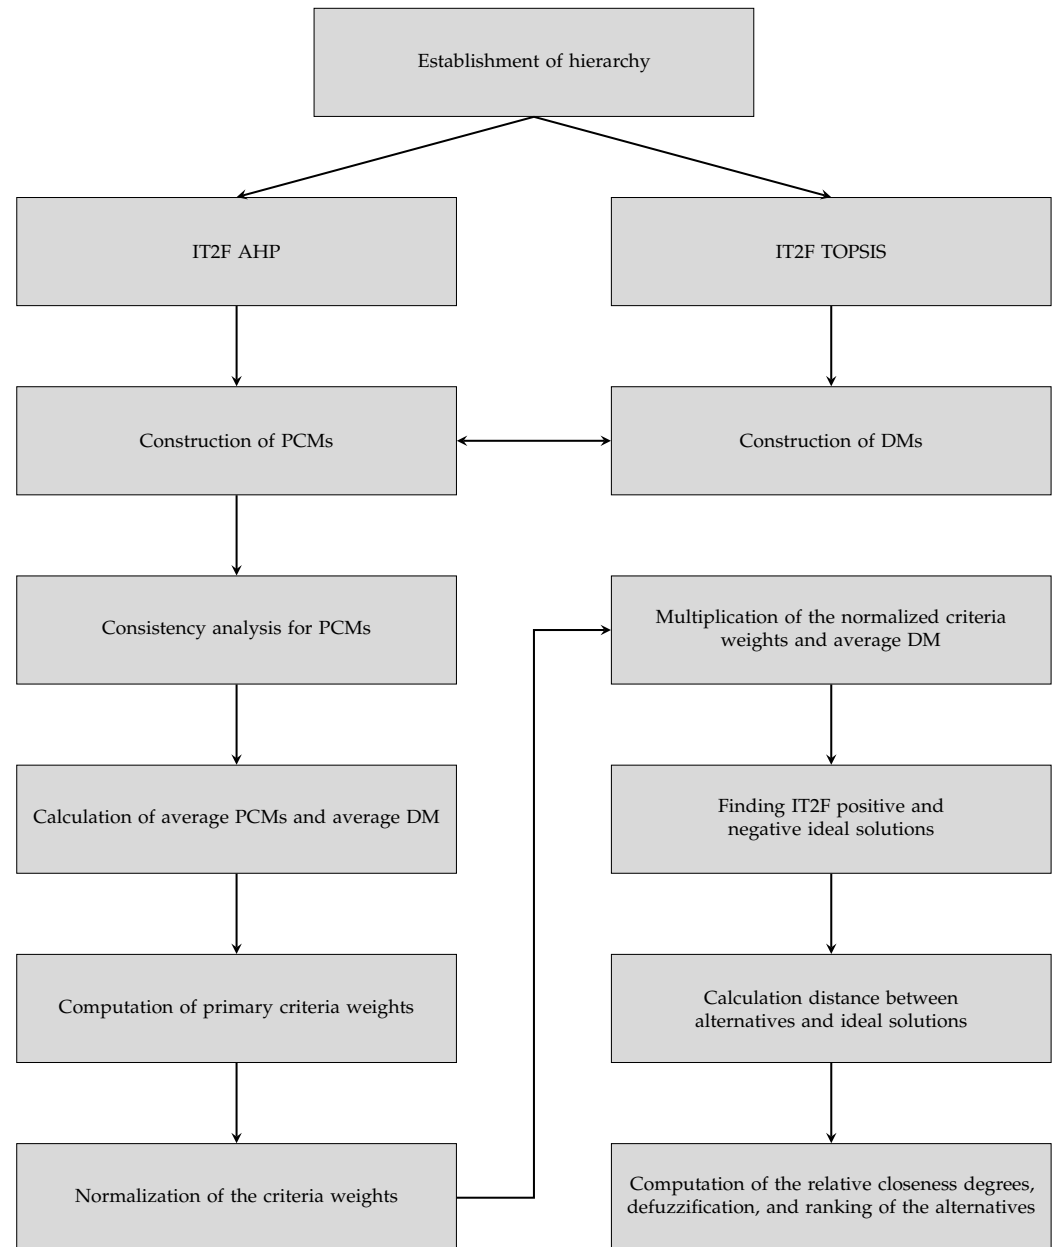 Establishment of hierarchy
IT2F AHP
IT2F TOPSIS
Construction of PCMs
Construction of DMs
Consistency analysis for PCMs
Multiplication of the normalized criteria
weights and average DM
Calculation of average PCMs and average DM
Finding IT2F positive and
negative ideal solutions
Computation of primary criteria weights
Calculation distance between
alternatives and ideal solutions
Normalization of the criteria weights
Computation of the relative closeness degrees,
defuzzification, and ranking of the alternatives